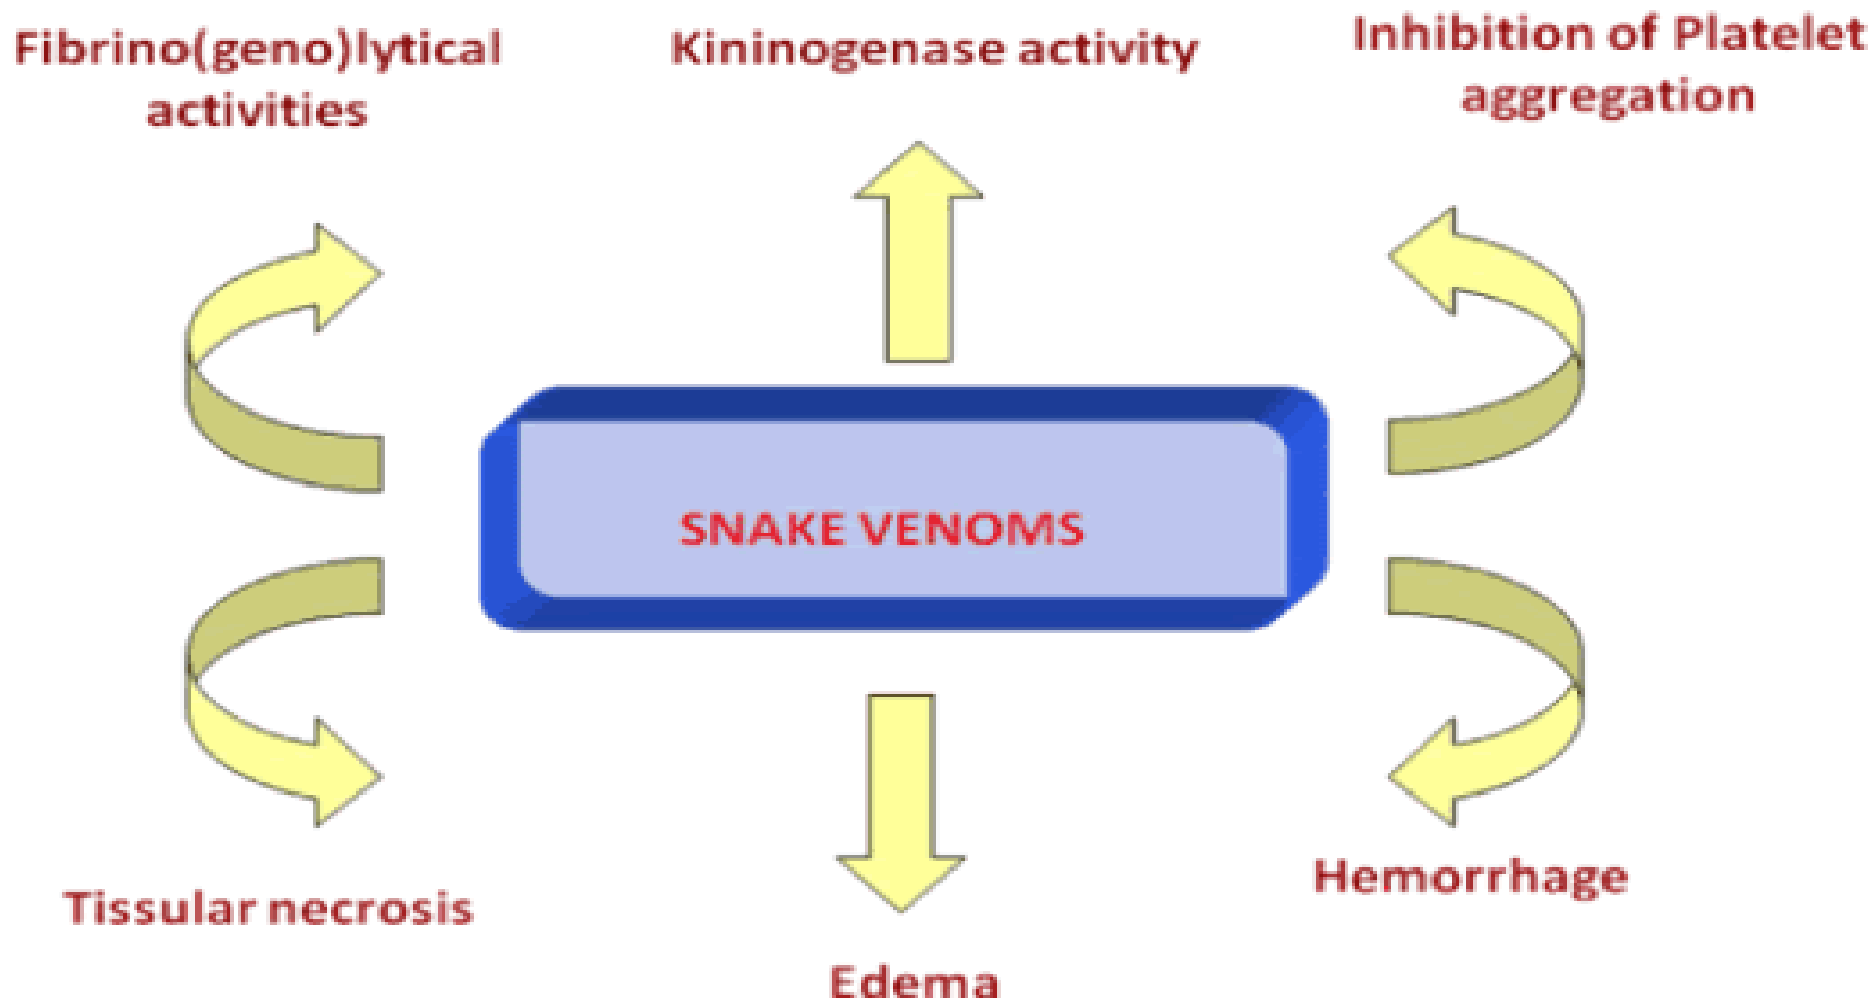 Fibrino(geno)lytical
activities
Kininogenase activity
Inhibition of Platelet
aggregation
SNAKE VENOMS
Tissular necrosis
Edema
Hemorrhage